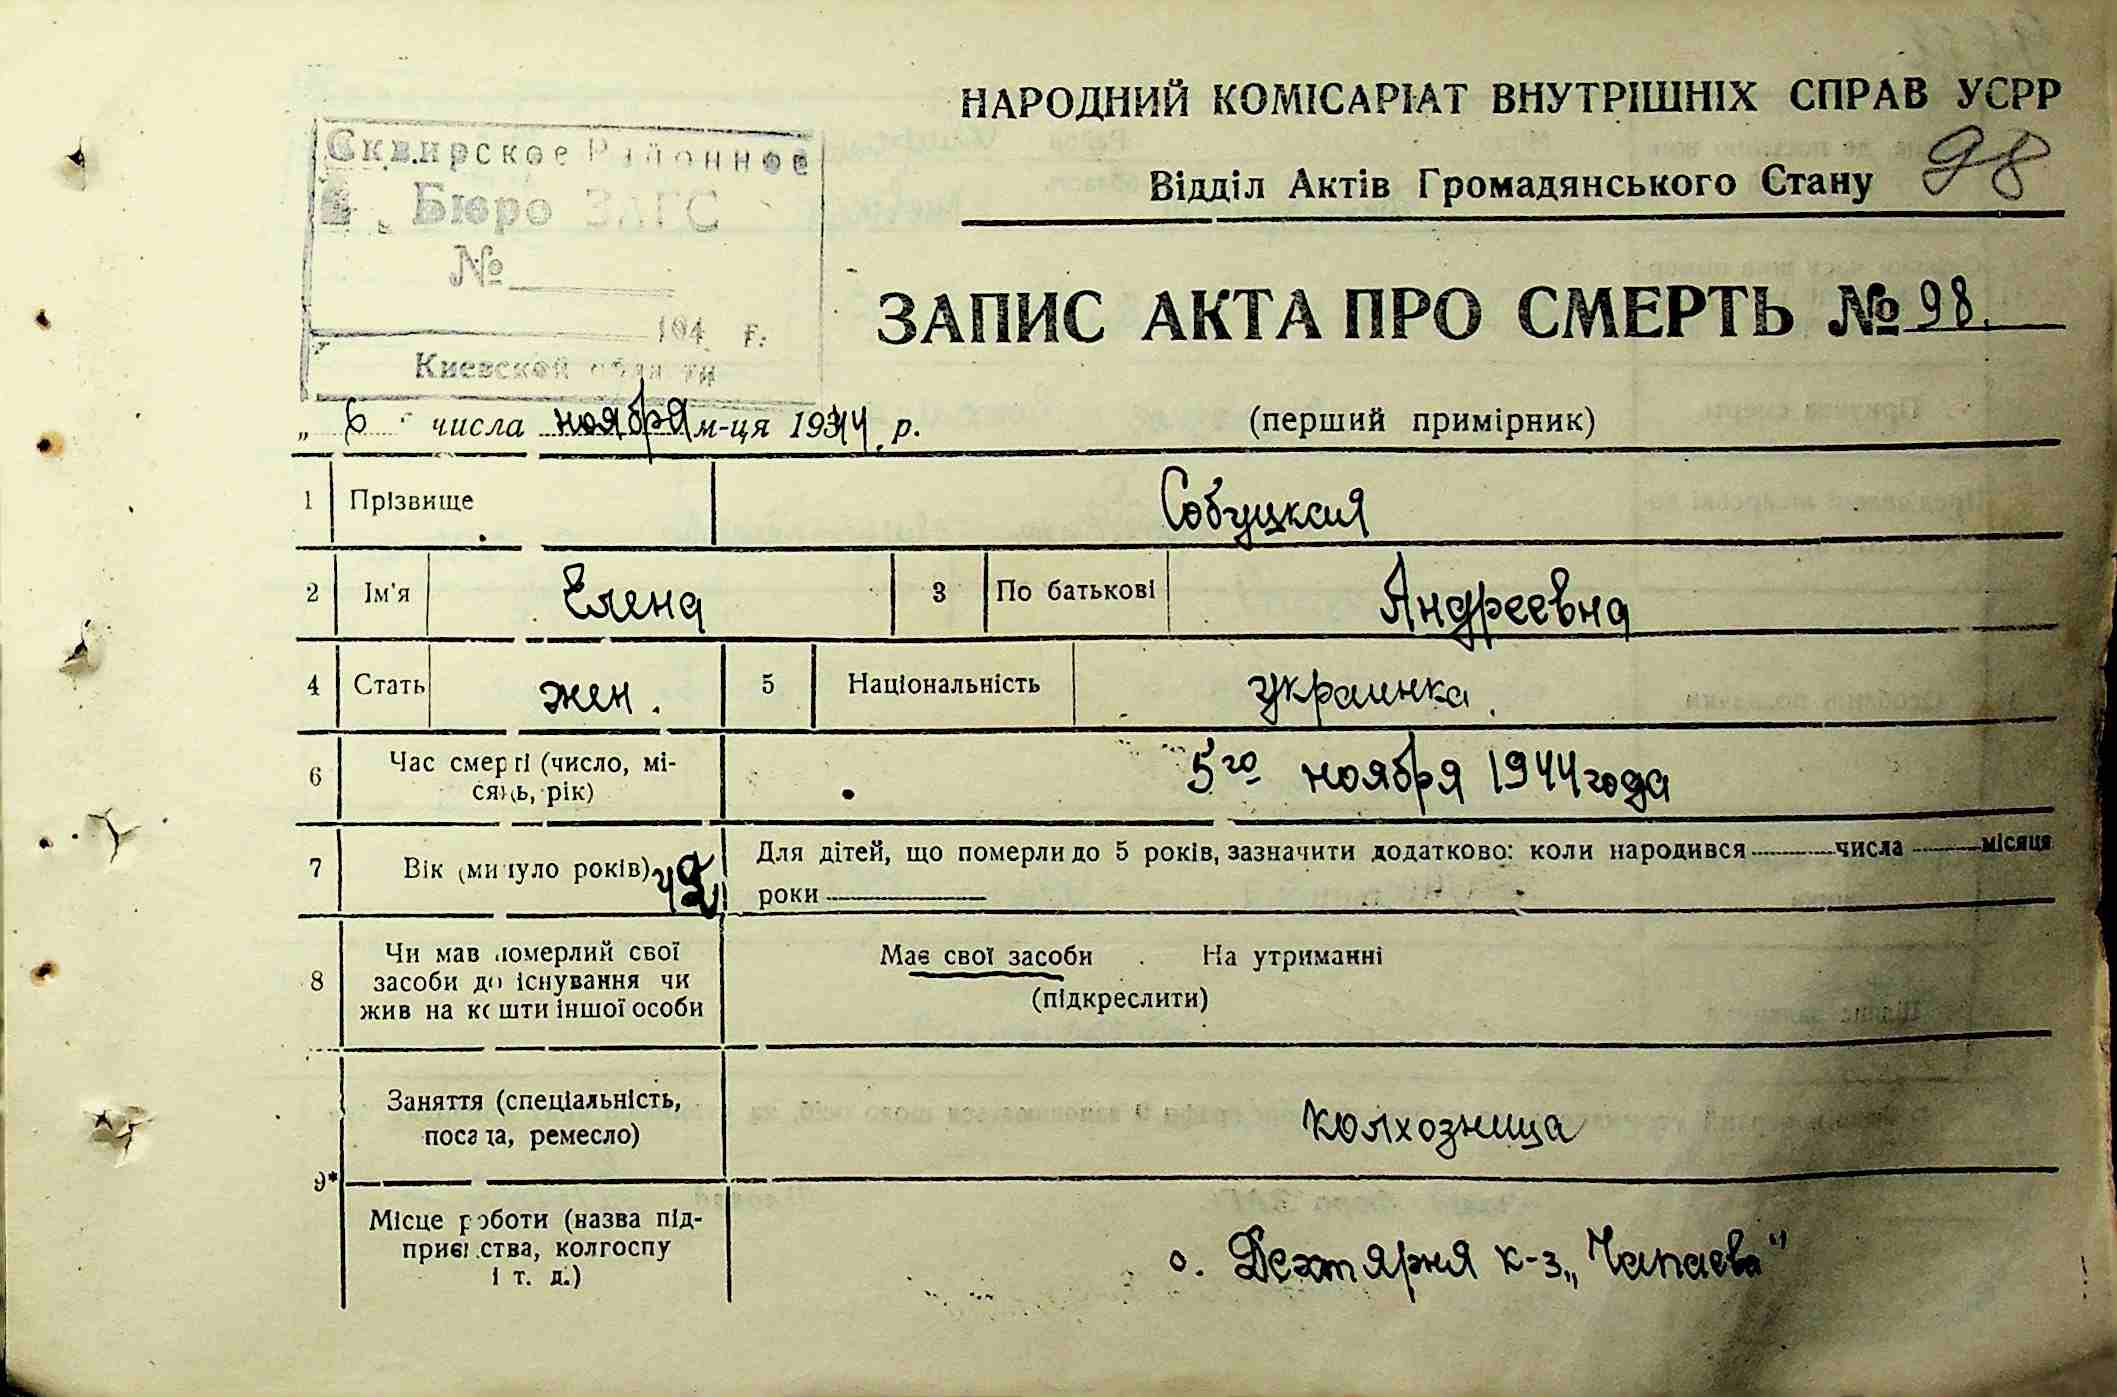 НАРОДНИЙ КОМІСАРІАТ ВНУТРІШНІХ СПРАВ УСРР
Відділ Актів Громадянського Стану 98
Сквирское Районное
Бюро ЗАГС
№
194 г.
Киевской области
ЗАПИС АКТА ПРО СМЕРТЬ № 98.
„ 6 " числа ноября м-ця 1944 р. (перший примірник)
1 Прізвище Собуцкая
2 Ім'я Елена 3 По батькові Андреевна
4 Стать жен. 5 Національність украинка.
6 Час смерті (число, мі-
сяць, рік) 5го ноября 1944 года
7 Вік (минуло років) Для дітей, що померли до 5 років, зазначити додатково: коли народився числа місяця
роки
8 Чи мав померлий свої
засоби до існування чи
жив на кошти іншої особи
Має свої засоби На утриманні
(підкреслити)
9* Заняття (спеціальність,
посада, ремесло) колхозница
Місце роботи (назва під-
приємства, колгоспу
і т. д.)
с. Дехтярня к-з „Чапаева"